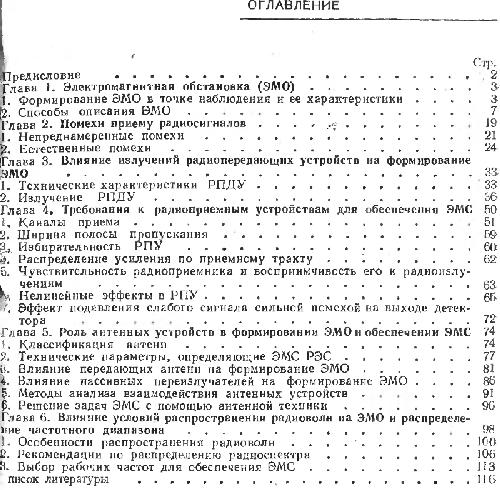 ОГЛАВЛЕНИЕ
Стр.
Предисловие . . . . . . . . . . . . . . . . . . 2
Глава 1. Электромагнитная обстановка (ЭМО) . . . . . . . . 3
1. Формирование ЭМО в точке наблюдения и ее характеристики . . . 3
2. Способы описания ЭМО . . . . . . . . . . . . . . 7
Глава 2. Помехи приему радиосигналов . . . . . . . . . . 19
1. Непреднамеренные помехи . . . . . . . . . . . . . 21
2. Естественные помехи . . . . . . . . . . . . . . . 24
Глава 3. Влияние излучений радиопередающих устройств на формирование
ЭМО . . . . . . . . . . . . . . . . . . . . 33
1. Технические характеристики РПДУ . . . . . . . . . . . 33
2. Излучение РПДУ . . . . . . . . . . . . . . . . 36
Глава 4. Требования к радиоприемным устройствам для обеспечения ЭМС 50
1. Каналы приема . . . . . . . . . . . . . . . . . 51
2. Ширина полосы пропускания . . . . . . . . . . . . 59
3. Избирательность РПУ . . . . . . . . . . . . . . . 60
4. Распределение усиления по приемному тракту . . . . . . . 62
5. Чувствительность радиоприемника и восприимчивость его к радиоизлу-
чениям . . . . . . . . . . . . . . . . . . . 63
Нелинейные эффекты в РПУ . . . . . . . . . . . . . 65
7. Эффект подавления слабого сигнала сильной помехой на выходе детек-
тора . . . . . . . . . . . . . . . . . . . . 72
Глава 5. Роль антенных устройств в формировании ЭМО и обеспечении ЭМС 74
1. Классификация антенн . . . . . . . . . . . . . . 74
2. Технические параметры, определяющие ЭМС РЭС . . . . . . 77
3. Влияние передающих антенн на формирование ЭМО . . . . . 81
4. Влияние пассивных переизлучателей на формирование ЭМО . . . 86
5. Методы анализа взаимодействия антенных устройств . . . . . 91
6. Решение задач ЭМС с помощью антенной техники . . . . . . 96
Глава 6. Влияние условий распространения радиоволн на ЭМО и распределе-
ние частотного диапазона . . . . . . . . . . . . . . 98
1. Особенности распространения радиоволн . . . . . . . . . 100
2. Рекомендации по распределению радиоспектра . . . . . . . 106
3. Выбор рабочих частот для обеспечения ЭМС . . . . . . . . 113
писок литературы . . . . . . . . . . . . . . . . 116